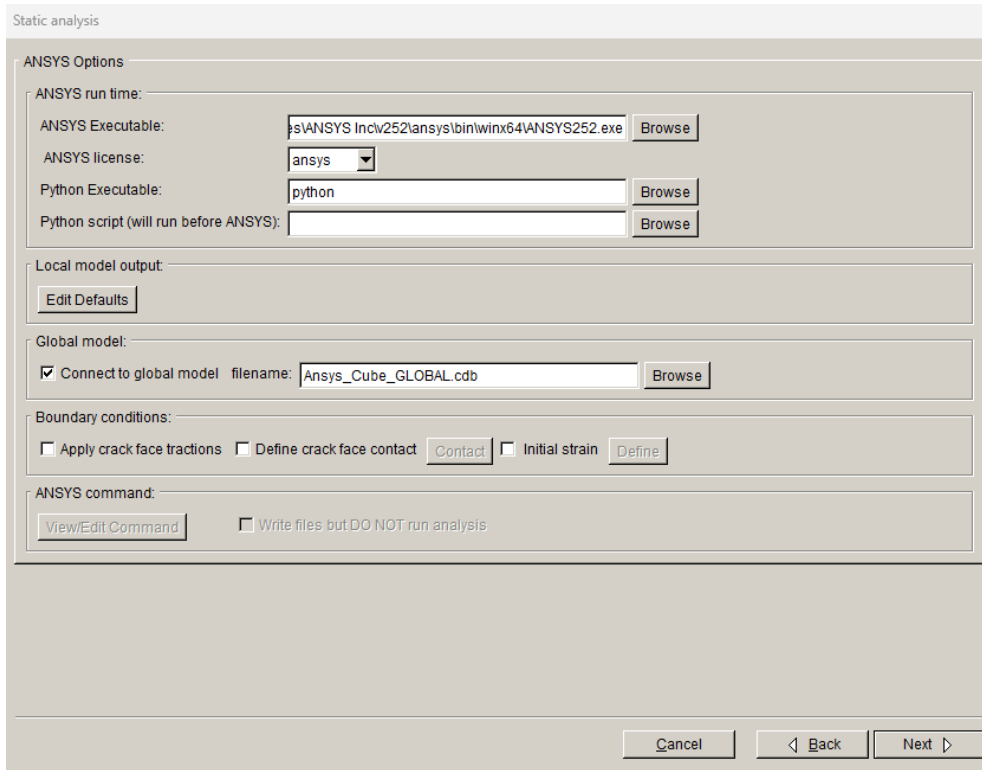 Static analysis
ANSYS Options
ANSYS run time:
ANSYS Executable: es\ANSYS Inc\v252\ansys\bin\winx64\ANSYS252.exe Browse
ANSYS license: ansys
Python Executable: python Browse
Python script (will run before ANSYS): Browse
Local model output:
Edit Defaults
Global model:
Connect to global model filename: Ansys_Cube_GLOBAL.cdb Browse
Boundary conditions:
Apply crack face tractions Define crack face contact Contact Initial strain Define
ANSYS command:
View/Edit Command Write files but DO NOT run analysis
Cancel Back Next